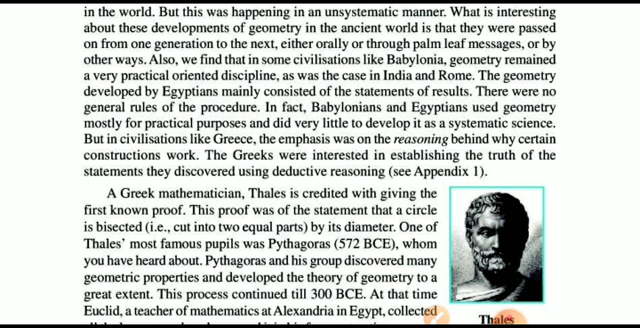 in the world. But this was happening in an unsystematic manner. What is interesting
about these developments of geometry in the ancient world is that they were passed
on from one generation to the next, either orally or through palm leaf messages, or by
other ways. Also, we find that in some civilisations like Babylonia, geometry remained
a very practical oriented discipline, as was the case in India and Rome. The geometry
developed by Egyptians mainly consisted of the statements of results. There were no
general rules of the procedure. In fact, Babylonians and Egyptians used geometry
mostly for practical purposes and did very little to develop it as a systematic science.
But in civilisations like Greece, the emphasis was on the reasoning behind why certain
constructions work. The Greeks were interested in establishing the truth of the
statements they discovered using deductive reasoning (see Appendix 1).
A Greek mathematician, Thales is credited with giving the
first known proof. This proof was of the statement that a circle
is bisected (i.e., cut into two equal parts) by its diameter. One of
Thales' most famous pupils was Pythagoras (572 BCE), whom
you have heard about. Pythagoras and his group discovered many
geometric properties and developed the theory of geometry to a
great extent. This process continued till 300 BCE. At that time
Euclid, a teacher of mathematics at Alexandria in Egypt, collected
Thales